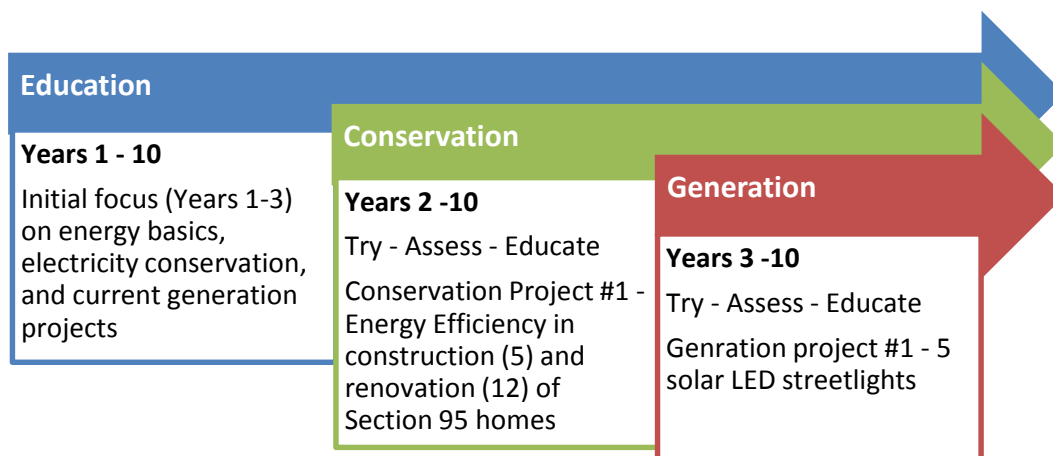 Education
Years 1 - 10
Initial focus (Years 1-3)
on energy basics,
electricity conservation,
and current generation
projects
Conservation
Years 2 -10
Try - Assess - Educate
Conservation Project #1 -
Energy Efficiency in
construction (5) and
renovation (12) of
Section 95 homes
Generation
Years 3 -10
Try - Assess - Educate
Genration project #1 - 5
solar LED streetlights